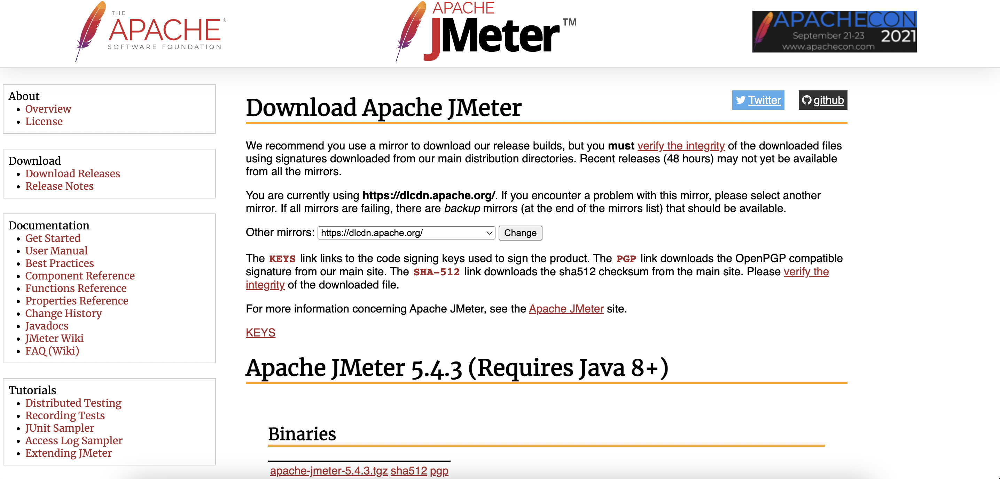 THE
APACHE®
SOFTWARE FOUNDATION
APACHE
JMeter™
APACHECON
September 21-23
2021
www.apachecon.com
About
Overview
License
Download
Download Releases
Release Notes
Documentation
Get Started
User Manual
Best Practices
Component Reference
Functions Reference
Properties Reference
Change History
Javadocs
JMeter Wiki
FAQ (Wiki)
Tutorials
Distributed Testing
Recording Tests
JUnit Sampler
Access Log Sampler
Extending JMeter
Twitter
github
Download Apache JMeter
We recommend you use a mirror to download our release builds, but you must verify the integrity of the downloaded files
using signatures downloaded from our main distribution directories. Recent releases (48 hours) may not yet be available
from all the mirrors.
You are currently using https://dlcdn.apache.org/. If you encounter a problem with this mirror, please select another
mirror. If all mirrors are failing, there are backup mirrors (at the end of the mirrors list) that should be available.
Other mirrors: https://dlcdn.apache.org/ Change
The KEYS link links to the code signing keys used to sign the product. The PGP link downloads the OpenPGP compatible
signature from our main site. The SHA-512 link downloads the sha512 checksum from the main site. Please verify the
integrity of the downloaded file.
For more information concerning Apache JMeter, see the Apache JMeter site.
KEYS
Apache JMeter 5.4.3 (Requires Java 8+)
Binaries
apache-jmeter-5.4.3.tgz sha512 pgp